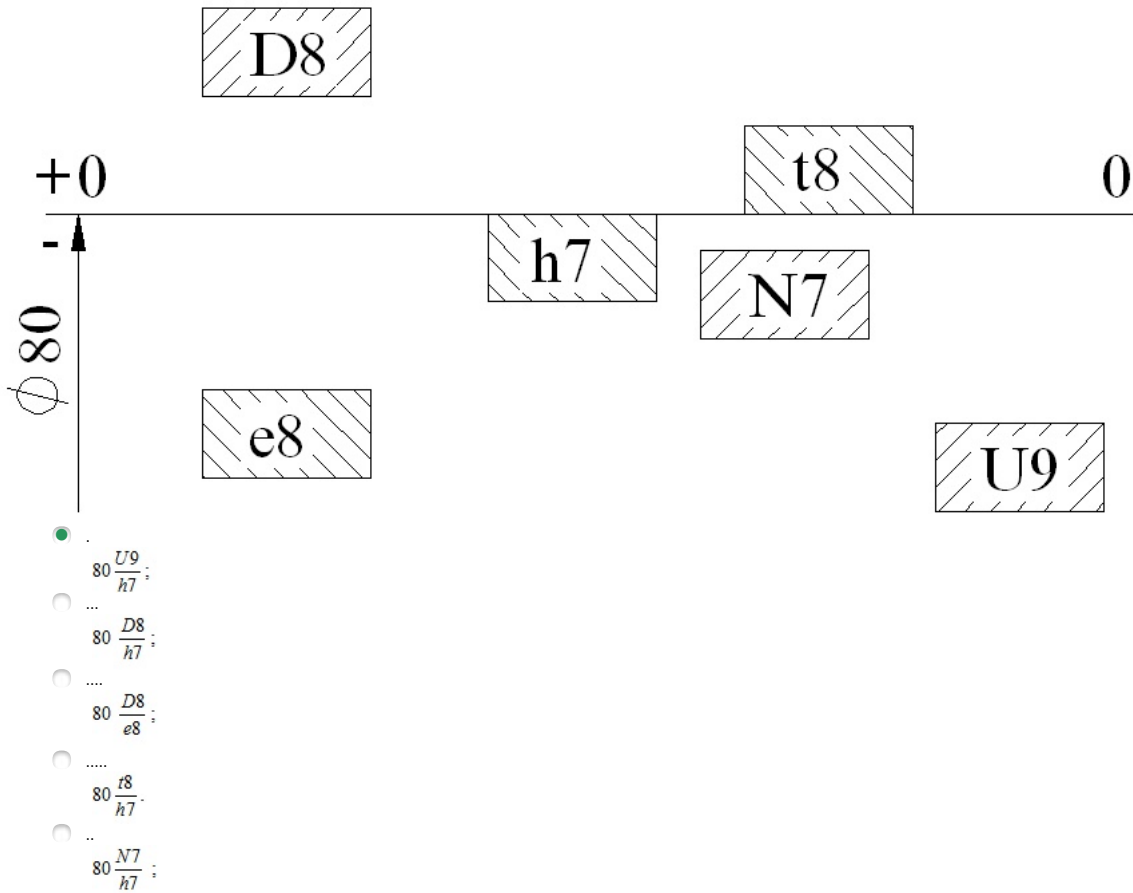 D8
+0
t8
0
-
h7
N7
⌀80
e8
U9
.
80 U9/h7 ;
...
80 D8/h7 ;
....
80 D8/e8 ;
.....
80 t8/h7 .
..
80 N7/h7 ;